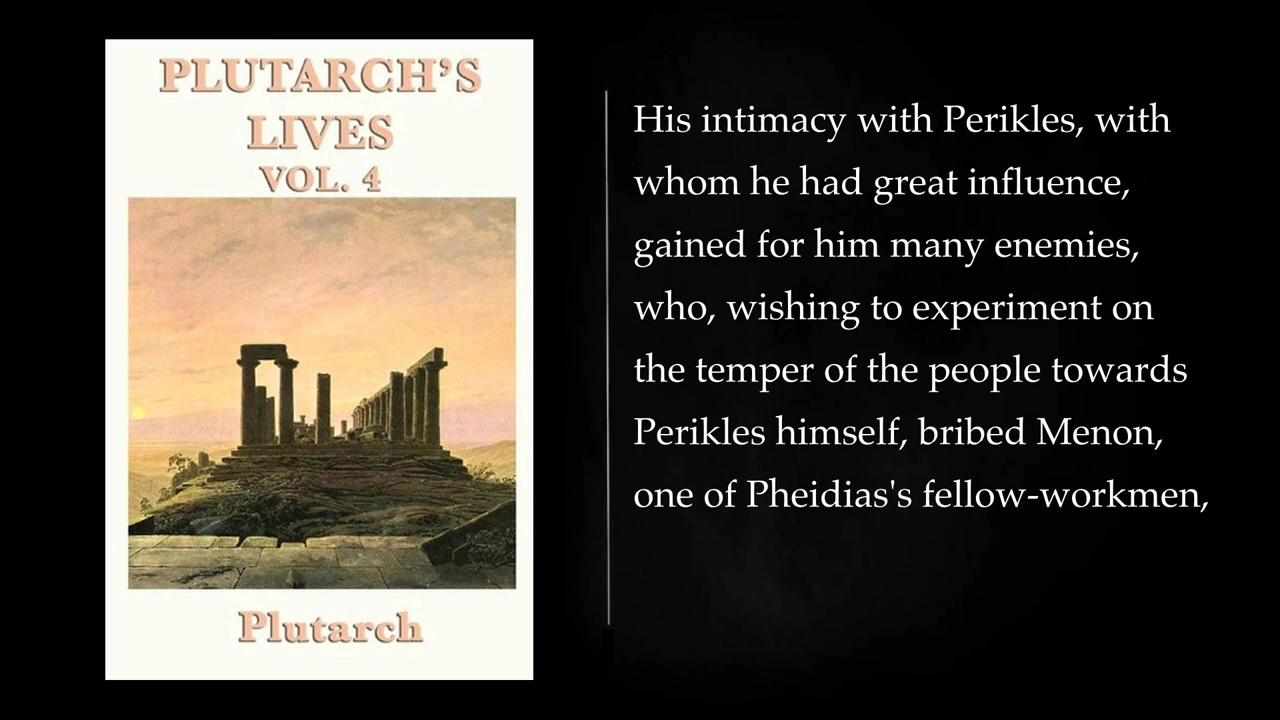 PLUTARCH'S
LIVES
VOL. 4
Plutarch
His intimacy with Perikles, with
whom he had great influence,
gained for him many enemies,
who, wishing to experiment on
the temper of the people towards
Perikles himself, bribed Menon,
one of Pheidias's fellow-workmen,